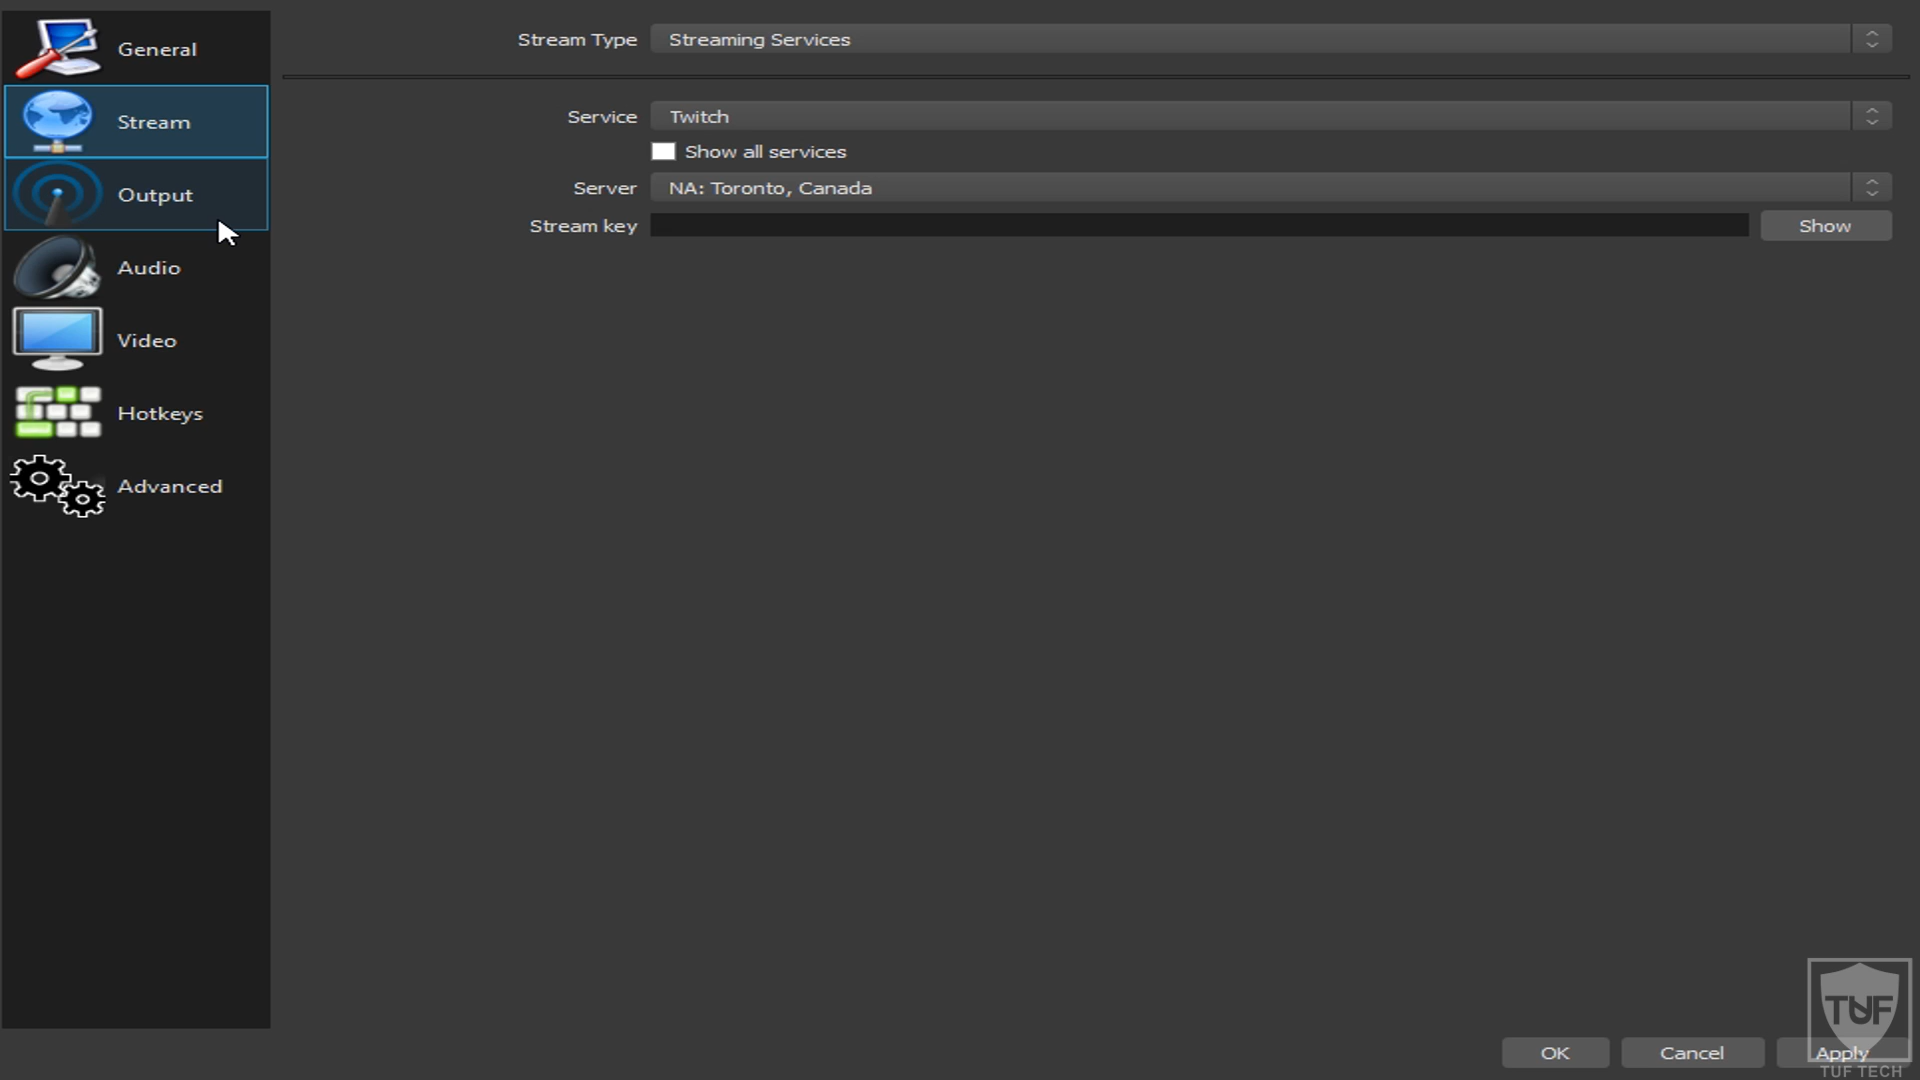 General
Stream
Output
Audio
Video
Hotkeys
Advanced
Stream Type Streaming Services
Service Twitch
Show all services
Server NA: Toronto, Canada
Stream key Show
OK Cancel Apply
TUF
TUF TECH